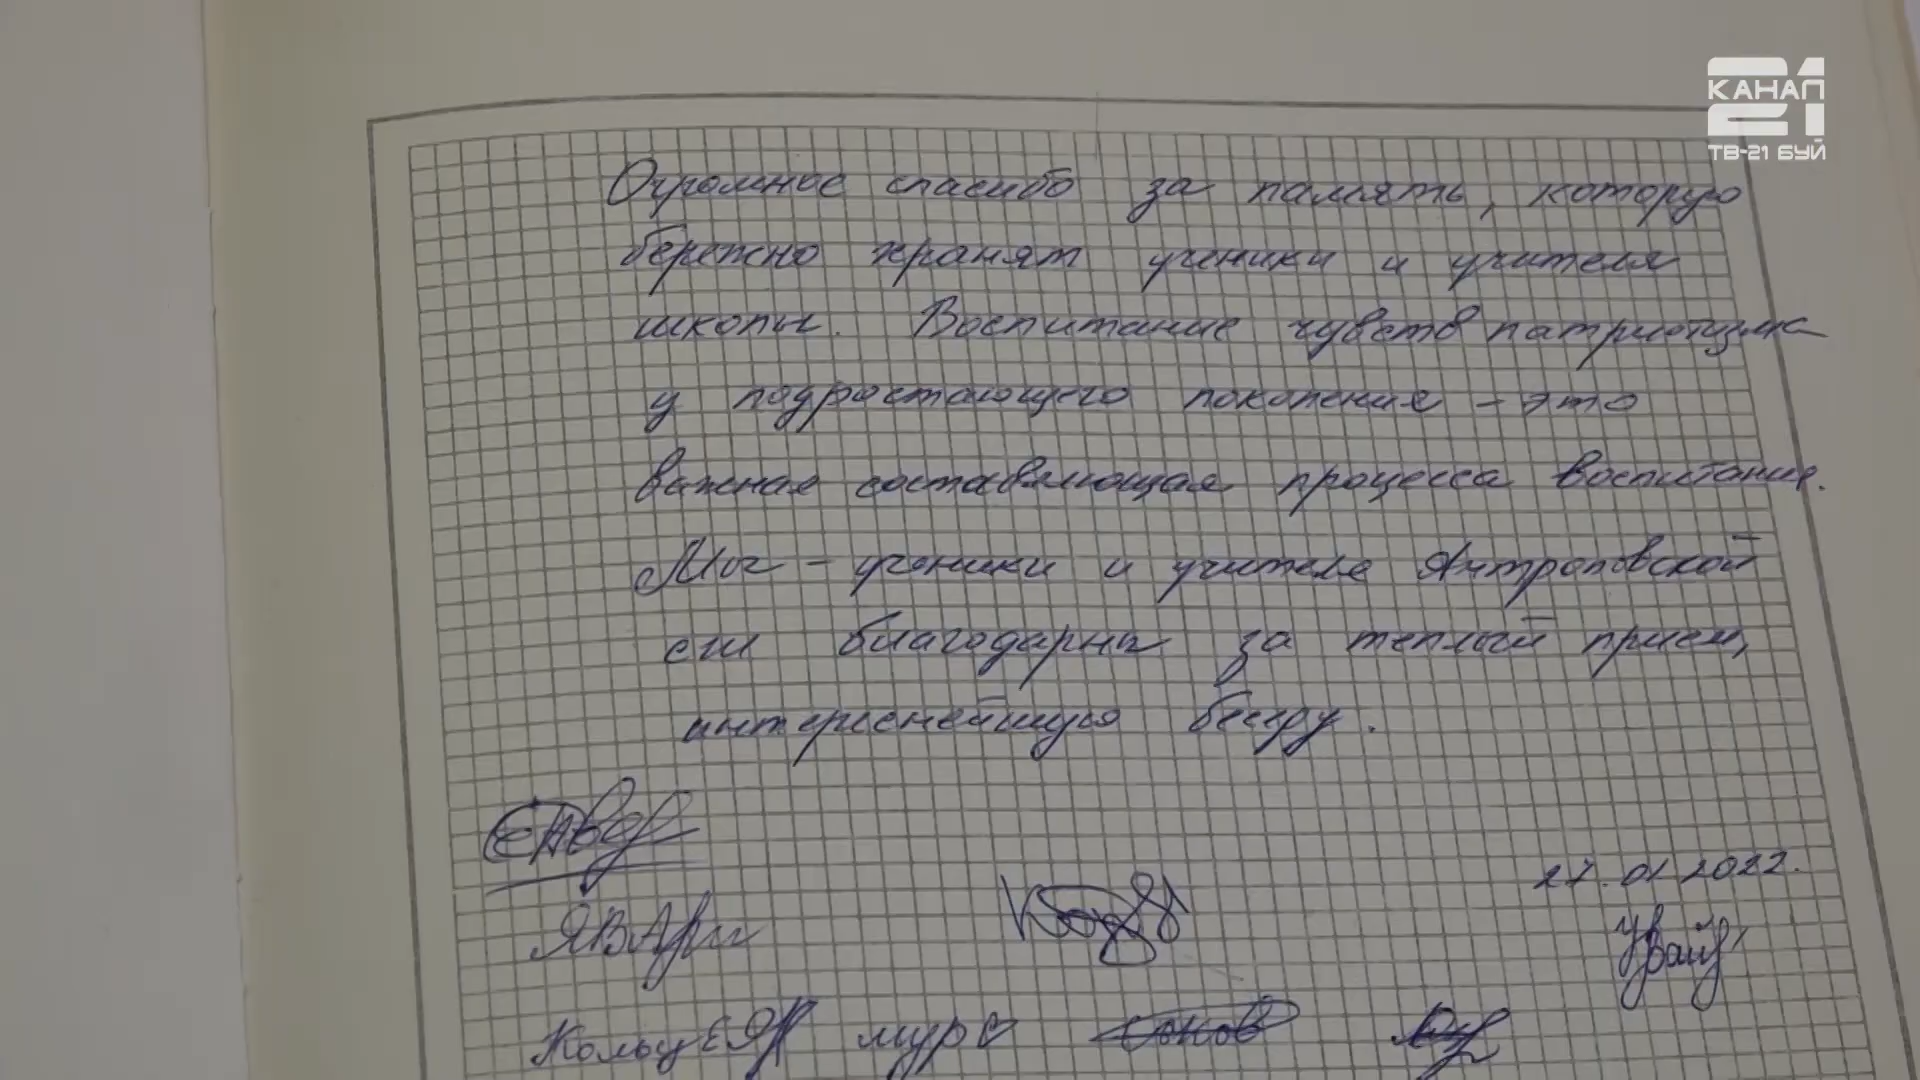 21
КАНАЛ
ТВ-21 БУЙ
Огромное спасибо за память, которую
бережно хранят ученики и учителя
школы. Воспитание чувств патриотизма
у подростающего поколения - это
важная составляющая процесса воспитания.
Мы - ученики и учителя Антроповской
сш благодарны за теплый прием,
интереснейшую беседу.
27.01.2022.